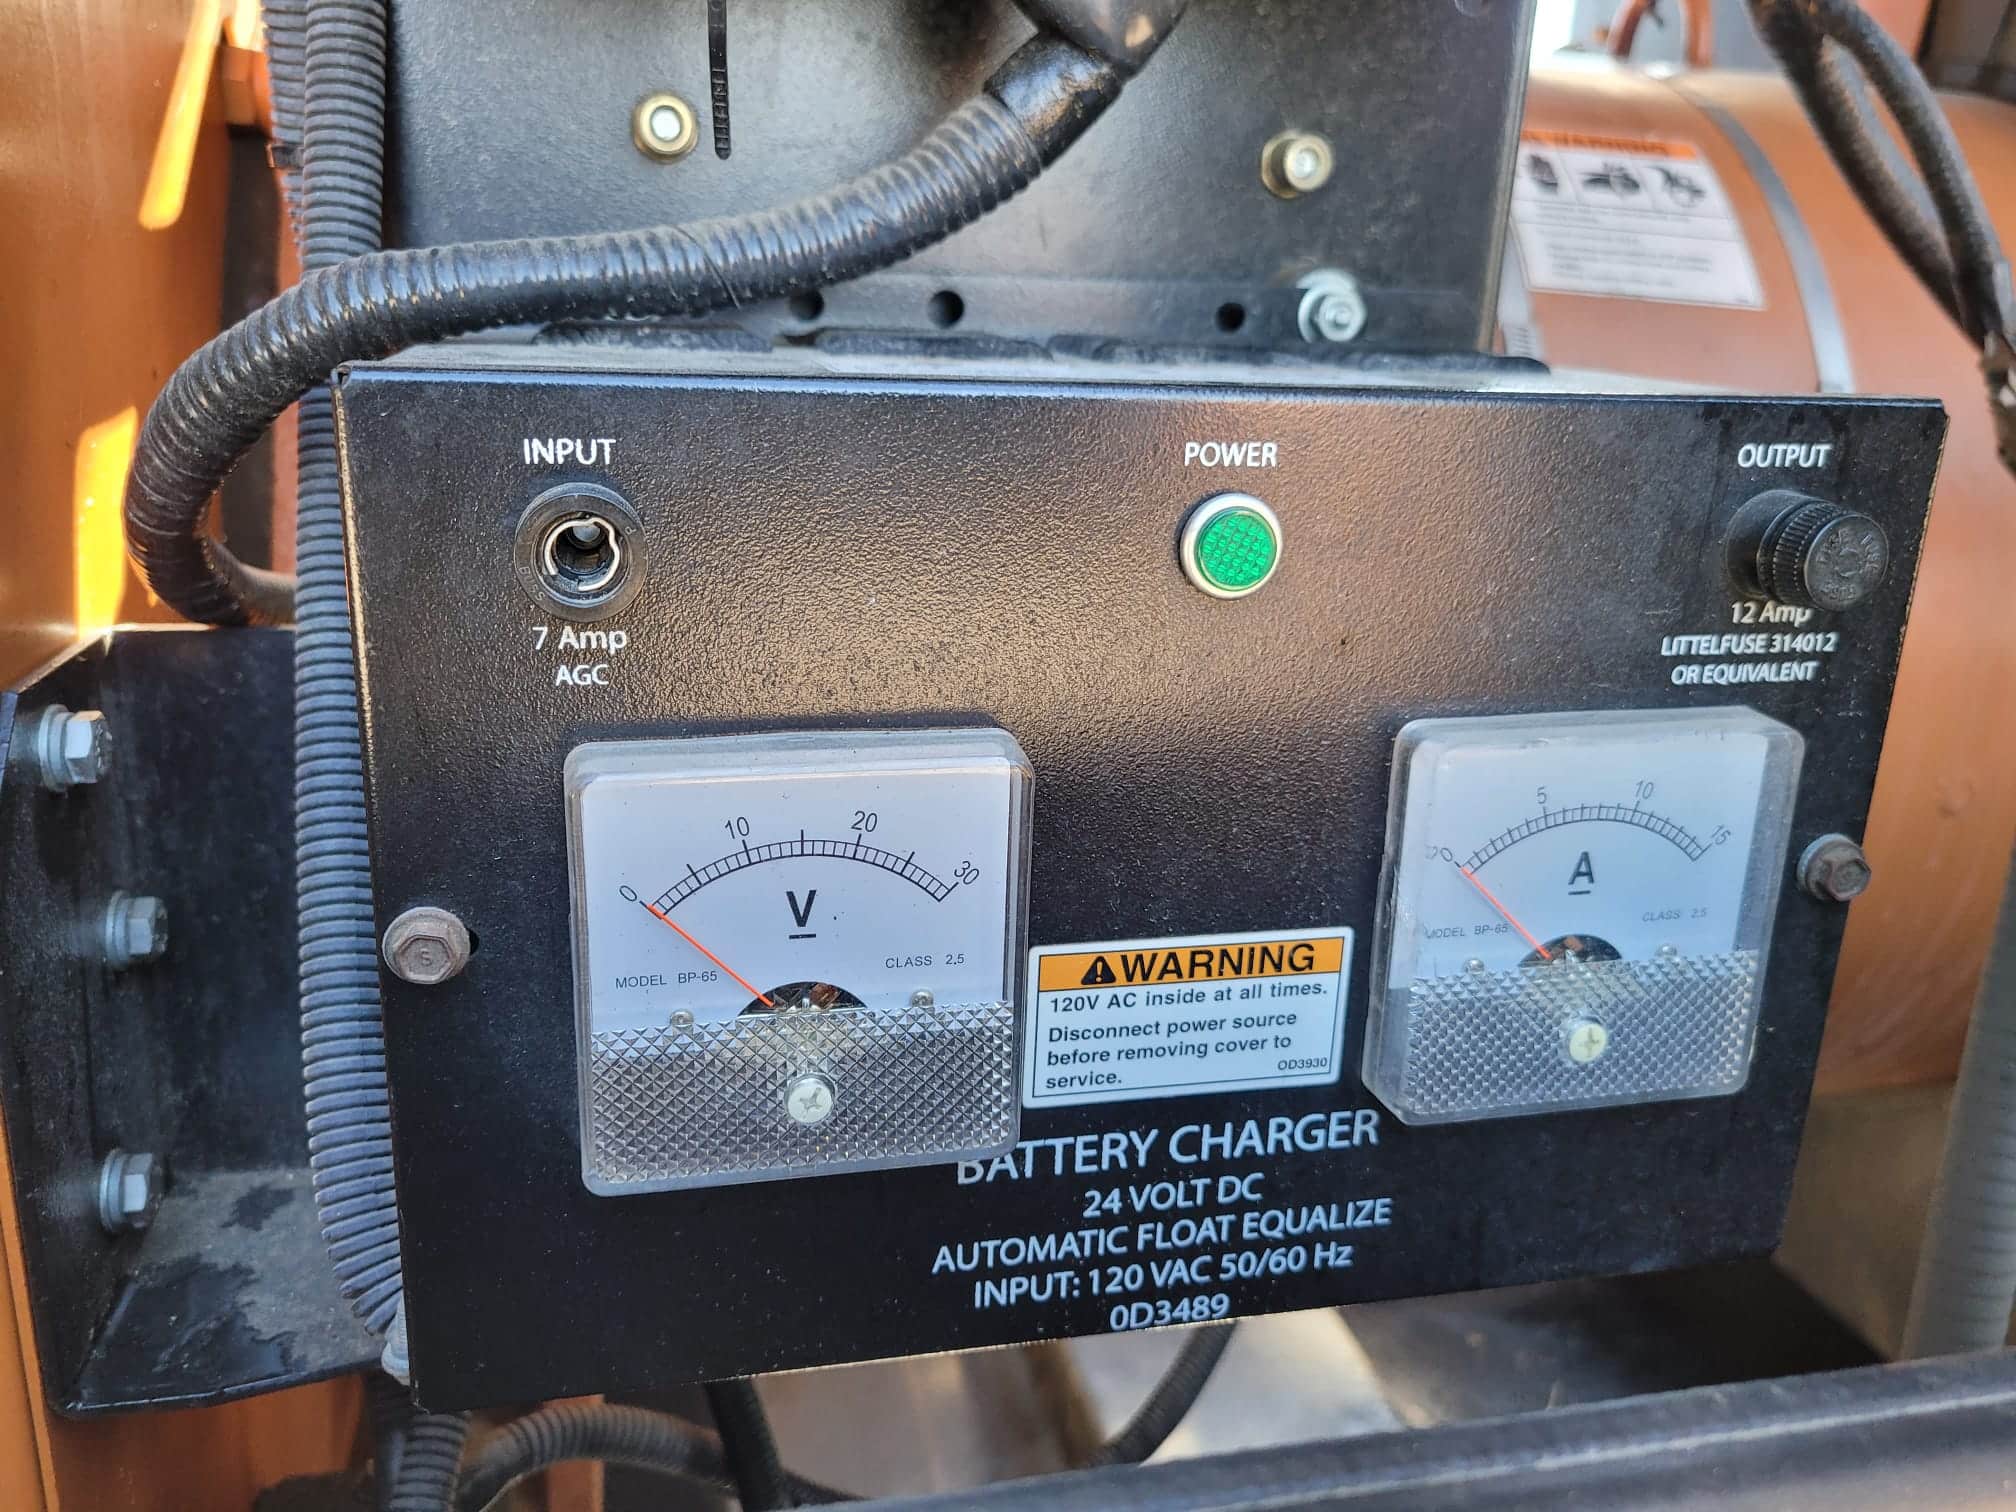 WARNING
INPUT
POWER
OUTPUT
7 Amp
AGC
12 Amp
LITTELFUSE 314012
OR EQUIVALENT
0 10 20 30
V
MODEL BP-65
CLASS 2.5
0 5 10 15
A
MODEL BP-65
CLASS 2.5
WARNING
120V AC inside at all times.
Disconnect power source
before removing cover to
service.
OD3930
BATTERY CHARGER
24 VOLT DC
AUTOMATIC FLOAT EQUALIZE
INPUT: 120 VAC 50/60 Hz
0D3489